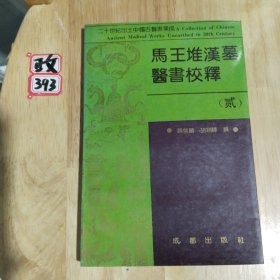 二十世紀出土中國古醫書集成 A Collection of Chinese
Ancient Medical Works Unearthed in 20th Century
馬王堆漢墓
醫書校釋
(貳)
撰
成都出版社
政
393